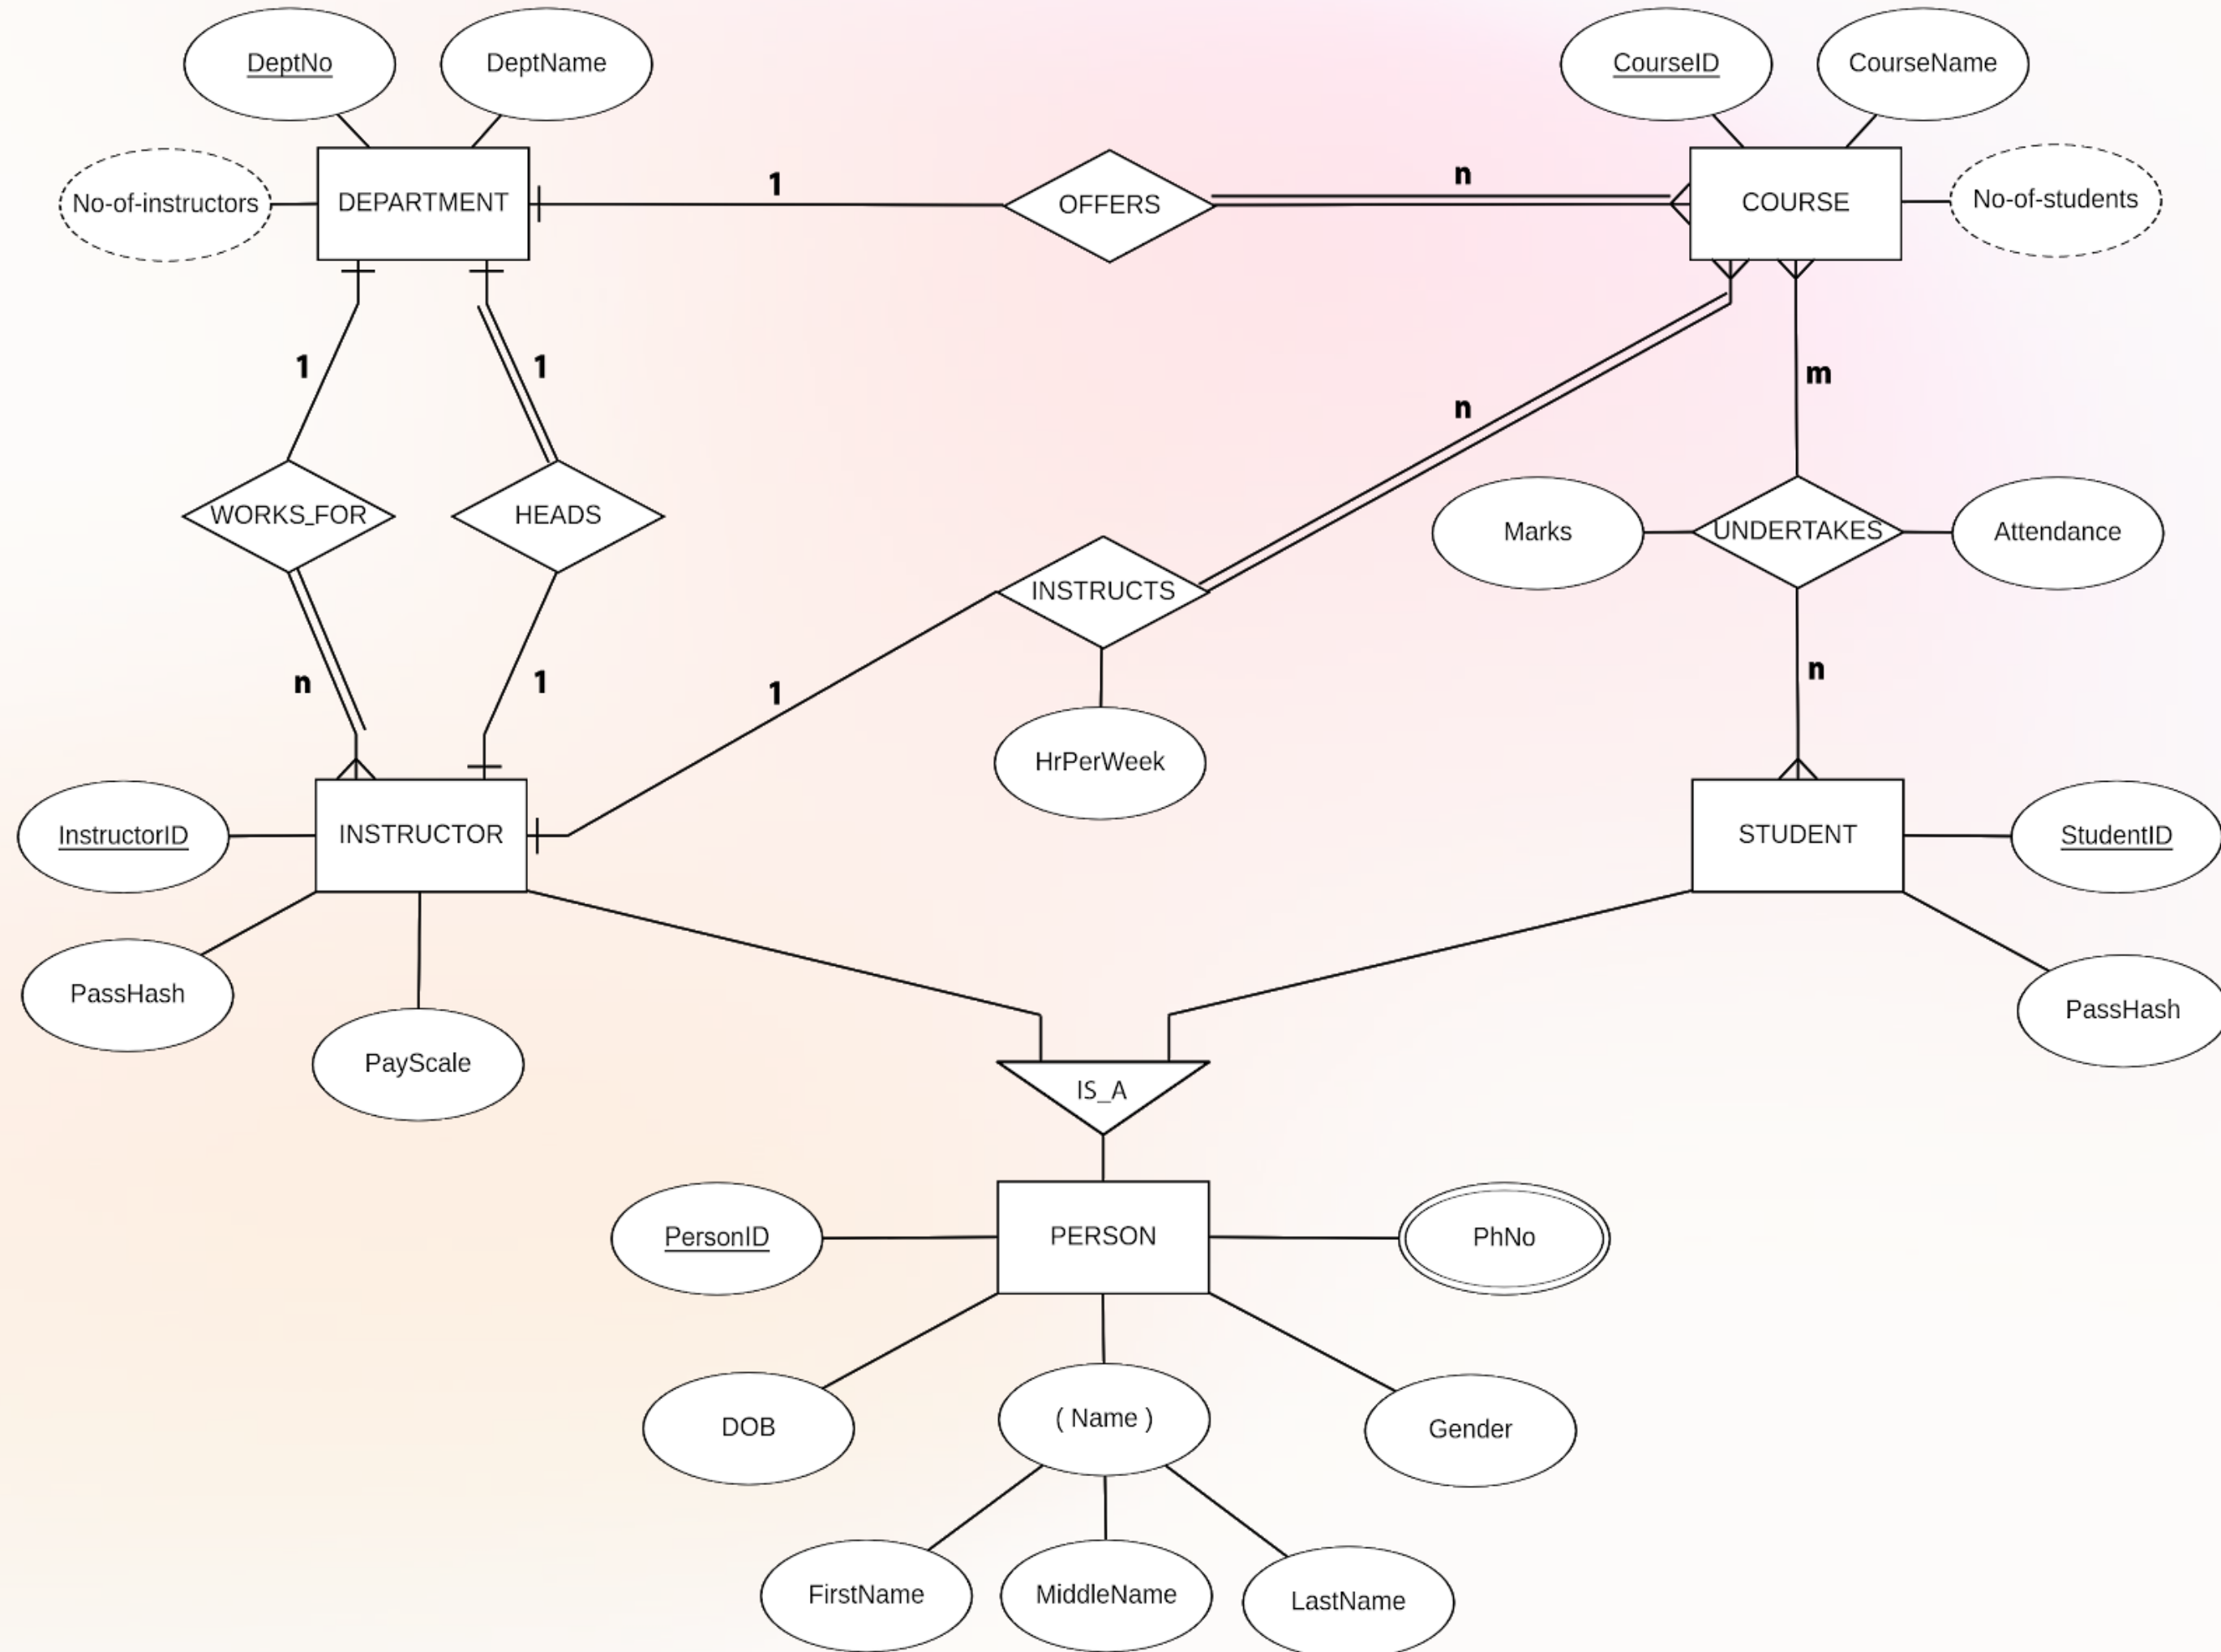 DeptNo
DeptName
CourseID
CourseName
No-of-instructors
DEPARTMENT
1
OFFERS
n
COURSE
No-of-students
1
1
n
m
WORKS_FOR
HEADS
INSTRUCTS
Marks
UNDERTAKES
Attendance
n
1
1
n
HrPerWeek
InstructorID
INSTRUCTOR
STUDENT
StudentID
PassHash
PayScale
PassHash
IS_A
PersonID
PERSON
PhNo
DOB
( Name )
Gender
FirstName
MiddleName
LastName